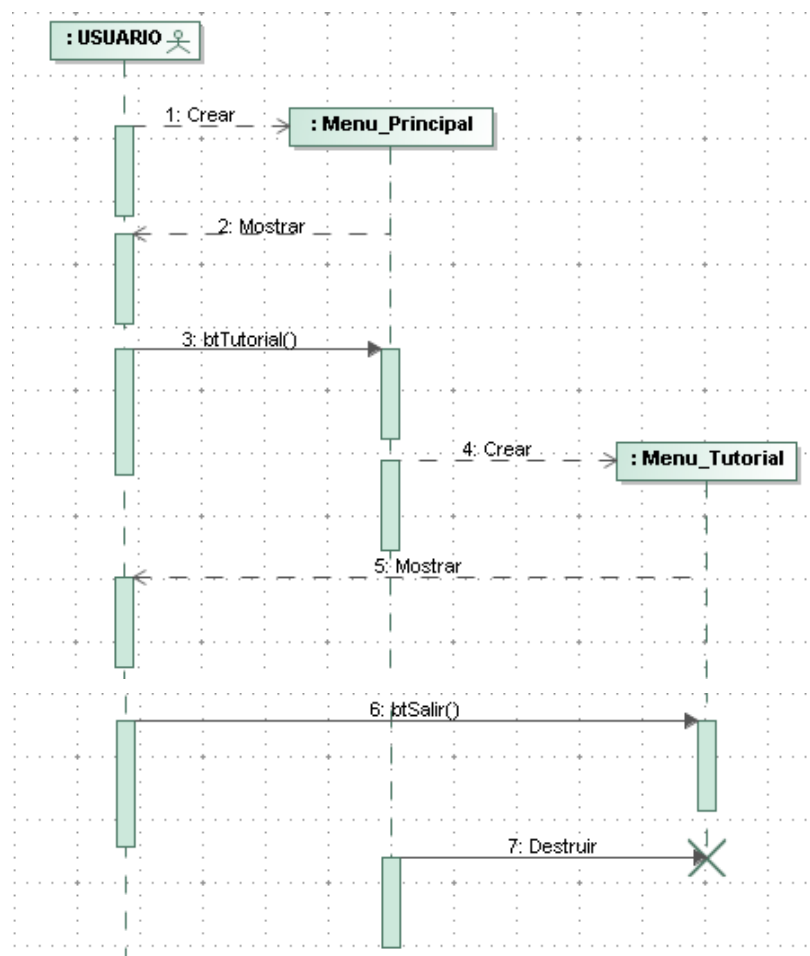 : USUARIO
1: Crear
: Menu_Principal
2: Mostrar
3: btTutorial()
4: Crear
: Menu_Tutorial
5: Mostrar
6: btSalir()
7: Destruir